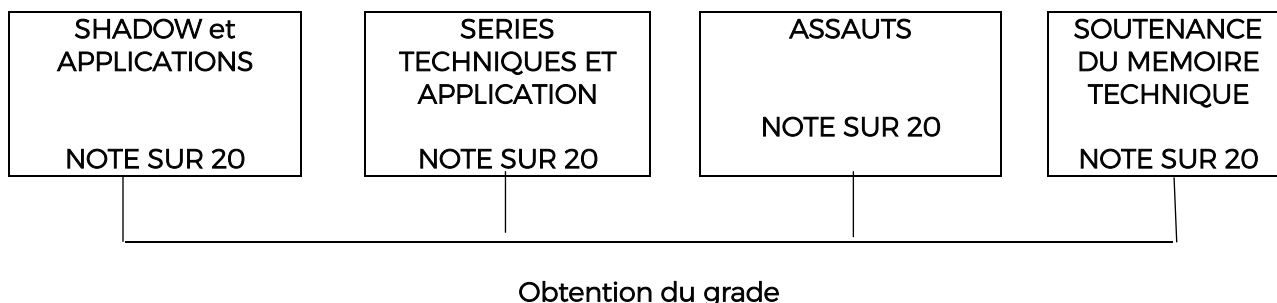 SHADOW et
APPLICATIONS
NOTE SUR 20
SERIES
TECHNIQUES ET
APPLICATION
NOTE SUR 20
ASSAUTS
NOTE SUR 20
SOUTENANCE
DU MEMOIRE
TECHNIQUE
NOTE SUR 20
Obtention du grade